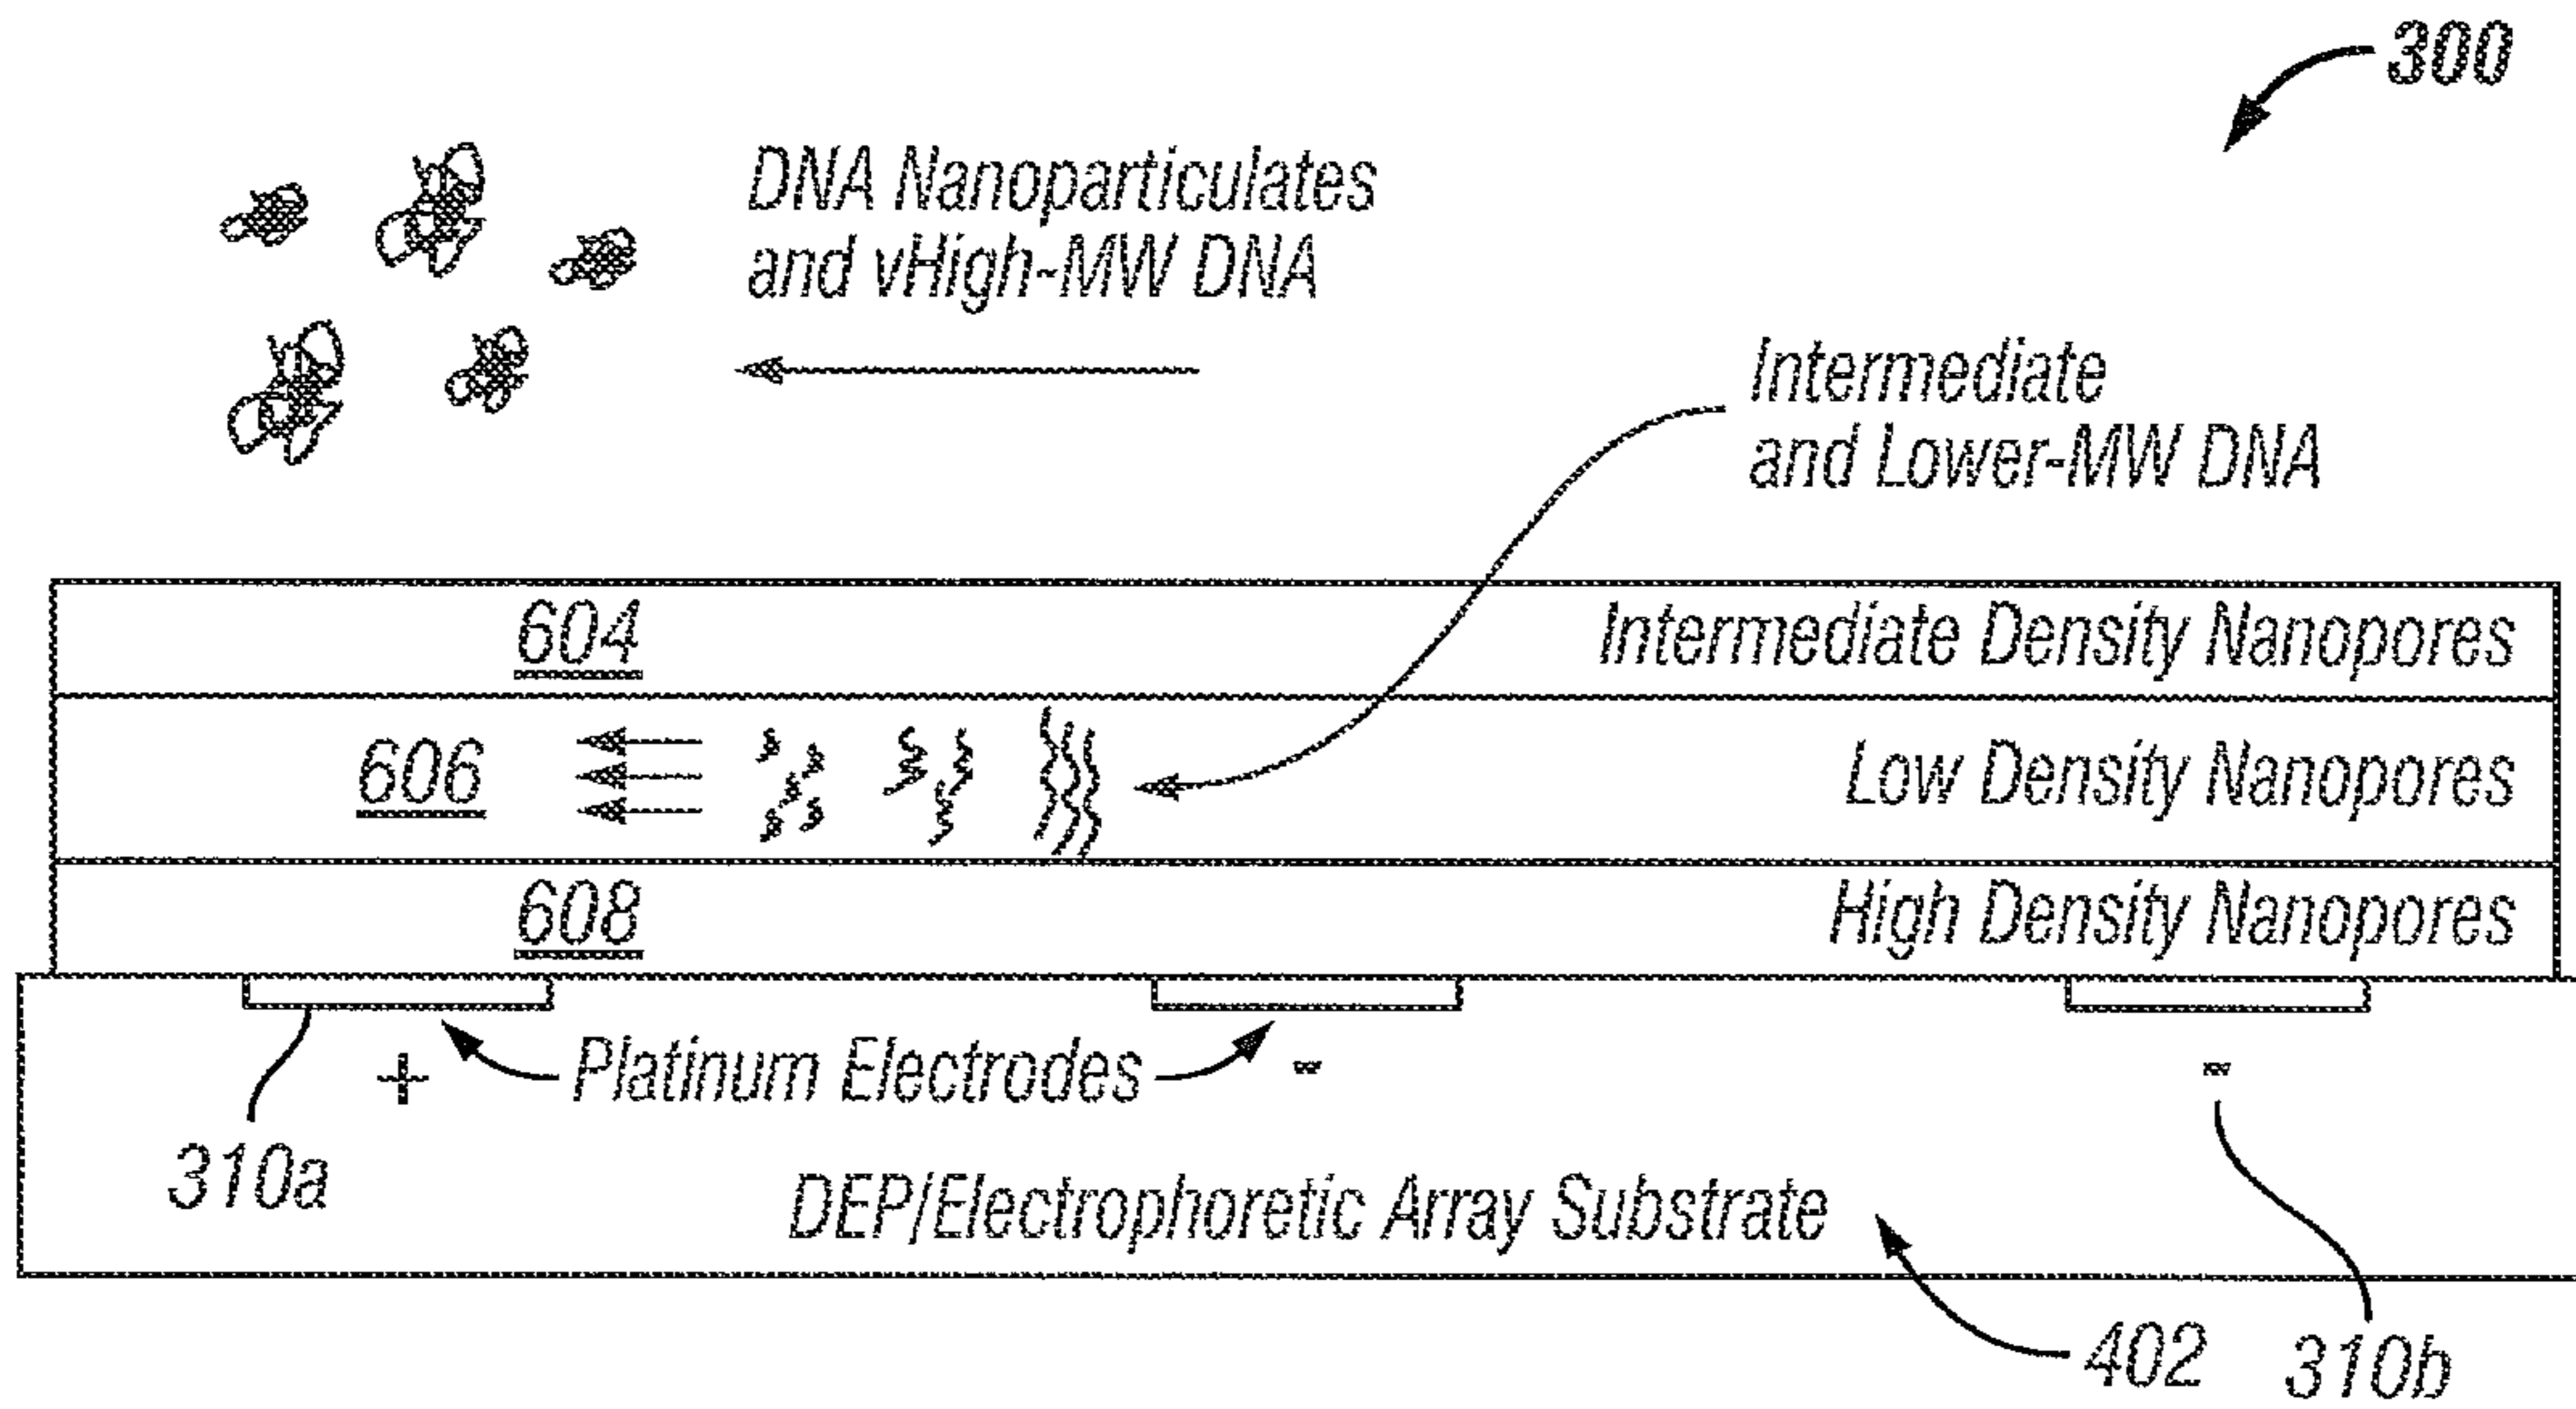 300
DNA Nanoparticulates
and vHigh-MW DNA
Intermediate
and Lower-MW DNA
604
Intermediate Density Nanopores
606
Low Density Nanopores
608
High Density Nanopores
+ Platinum Electrodes - -
310a
DEP/Electrophoretic Array Substrate
402
310b